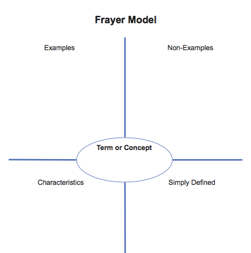 Frayer Model
Examples
Non-Examples
Term or Concept
Characteristics
Simply Defined